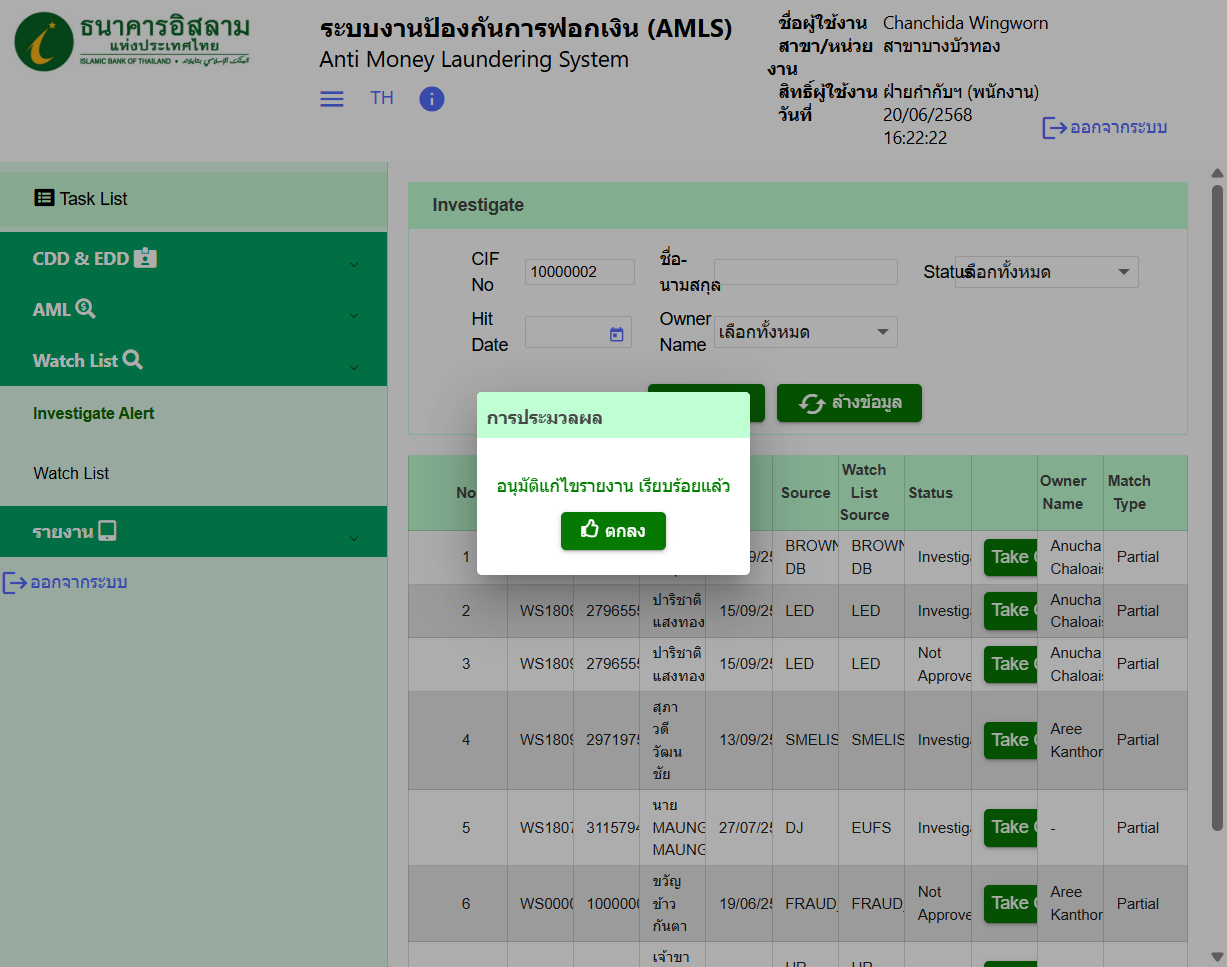 ธนาคารอิสลาม
แห่งประเทศไทย
ISLAMIC BANK OF THAILAND
ระบบงานป้องกันการฟอกเงิน (AMLS)
Anti Money Laundering System
TH
ชื่อผู้ใช้งาน Chanchida Wingworn
สาขา/หน่วยงาน สาขาบางบัวทอง
สิทธิ์ผู้ใช้งาน ฝ่ายกำกับฯ (พนักงาน)
วันที่ 20/06/2568
16:22:22
ออกจากระบบ
Task List
CDD & EDD
AML
Watch List
Investigate Alert
Watch List
รายงาน
ออกจากระบบ
Investigate
CIF No 10000002
ชื่อ-นามสกุล
Status เลือกทั้งหมด
Hit Date
Owner Name เลือกทั้งหมด
ล้างข้อมูล
การประมวลผล
อนุมัติแก้ไขรายงาน เรียบร้อยแล้ว
ตกลง
No Source Watch List Source Status Owner Name Match Type
1 9/25 BROWN DB BROWN DB Investiga Take Anucha Chaloai Partial
2 WS1809 2796555 ปาริชาติ แสงทอง 15/09/25 LED LED Investiga Take Anucha Chaloai Partial
3 WS1809 2796555 ปาริชาติ แสงทอง 15/09/25 LED LED Not Approve Take Anucha Chaloai Partial
4 WS1809 2971975 สุภาวดี วัฒนชัย 13/09/25 SMELIS SMELIS Investiga Take Aree Kanthor Partial
5 WS1807 3115794 นาย MAUNG MAUNG 27/07/25 DJ EUFS Investiga Take - Partial
6 WS0000 1000000 ขวัญข้าว กันตา 19/06/25 FRAUD_ FRAUD_ Not Approve Take Aree Kanthor Partial
เจ้าขา